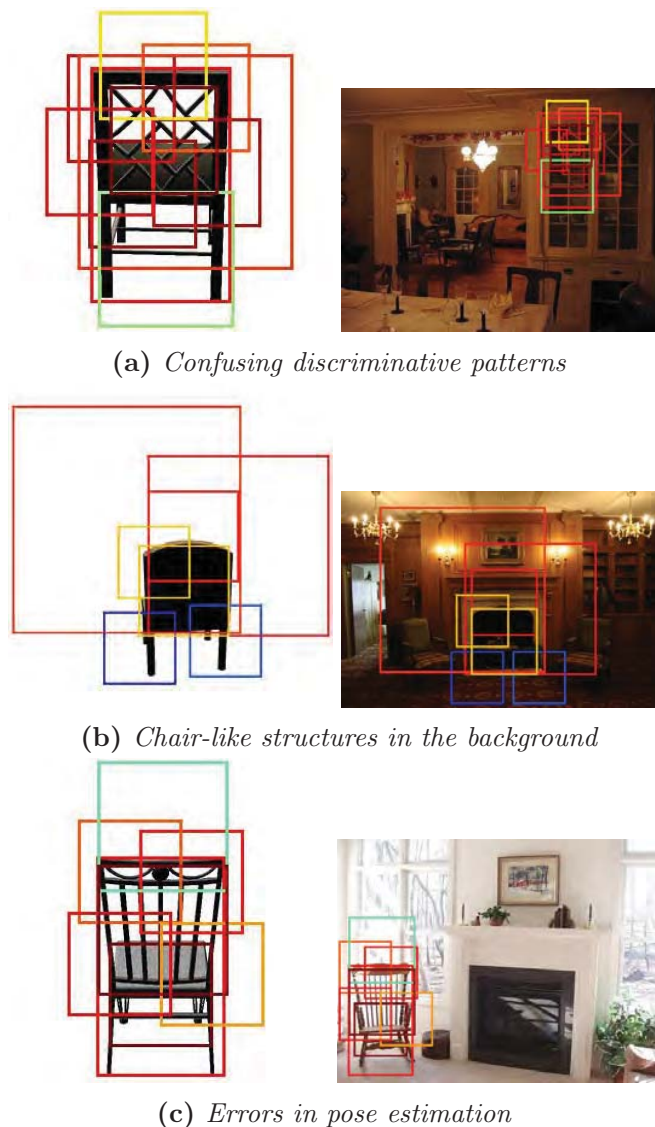 (a) Confusing discriminative patterns
(b) Chair-like structures in the background
(c) Errors in pose estimation